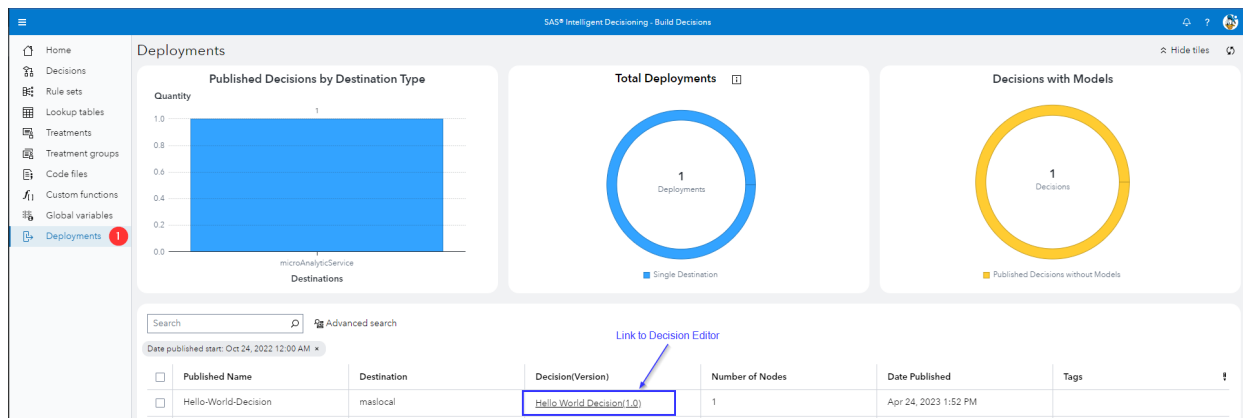 SAS® Intelligent Decisioning - Build Decisions
?
Home
Decisions
Rule sets
Lookup tables
Treatments
Treatment groups
Code files
Custom functions
Global variables
Deployments 1
Deployments
Hide tiles
Published Decisions by Destination Type
Quantity
1
1.0
0.8
0.6
0.4
0.2
0.0
microAnalyticService
Destinations
Total Deployments
1
Deployments
Single Destination
Decisions with Models
1
Decisions
Published Decisions without Models
Search
Advanced search
Link to Decision Editor
Date published start: Oct 24, 2022 12:00 AM ×
Published Name Destination Decision(Version) Number of Nodes Date Published Tags
Hello-World-Decision maslocal Hello World Decision(1.0) 1 Apr 24, 2023 1:52 PM